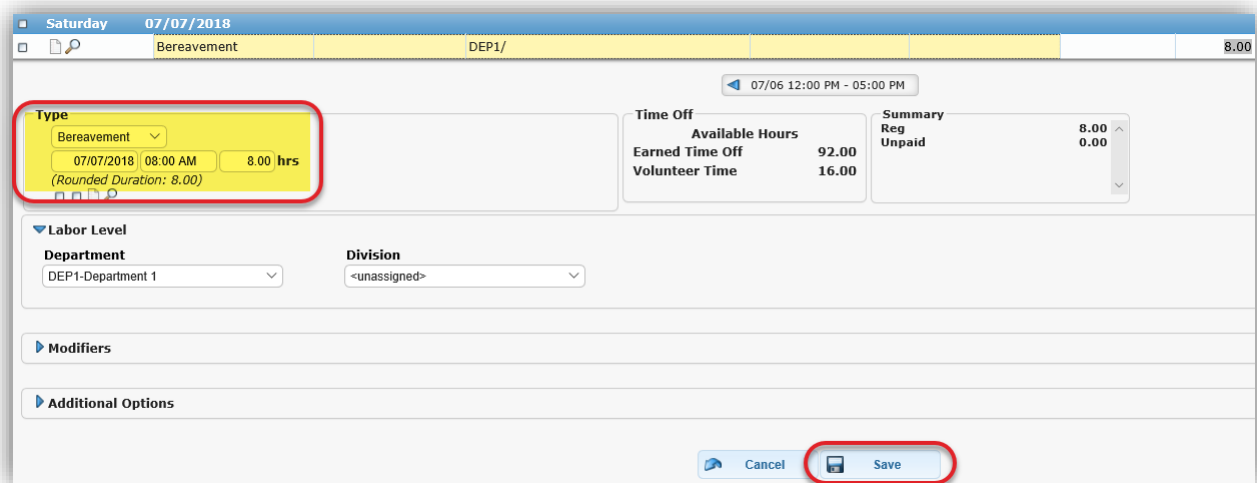 Saturday 07/07/2018
Bereavement DEP1/ 8.00
07/06 12:00 PM - 05:00 PM
Type
Bereavement
07/07/2018 08:00 AM 8.00 hrs
(Rounded Duration: 8.00)
Time Off
Available Hours
Earned Time Off 92.00
Volunteer Time 16.00
Summary
Reg 8.00
Unpaid 0.00
Labor Level
Department Division
DEP1-Department 1 <unassigned>
Modifiers
Additional Options
Cancel Save